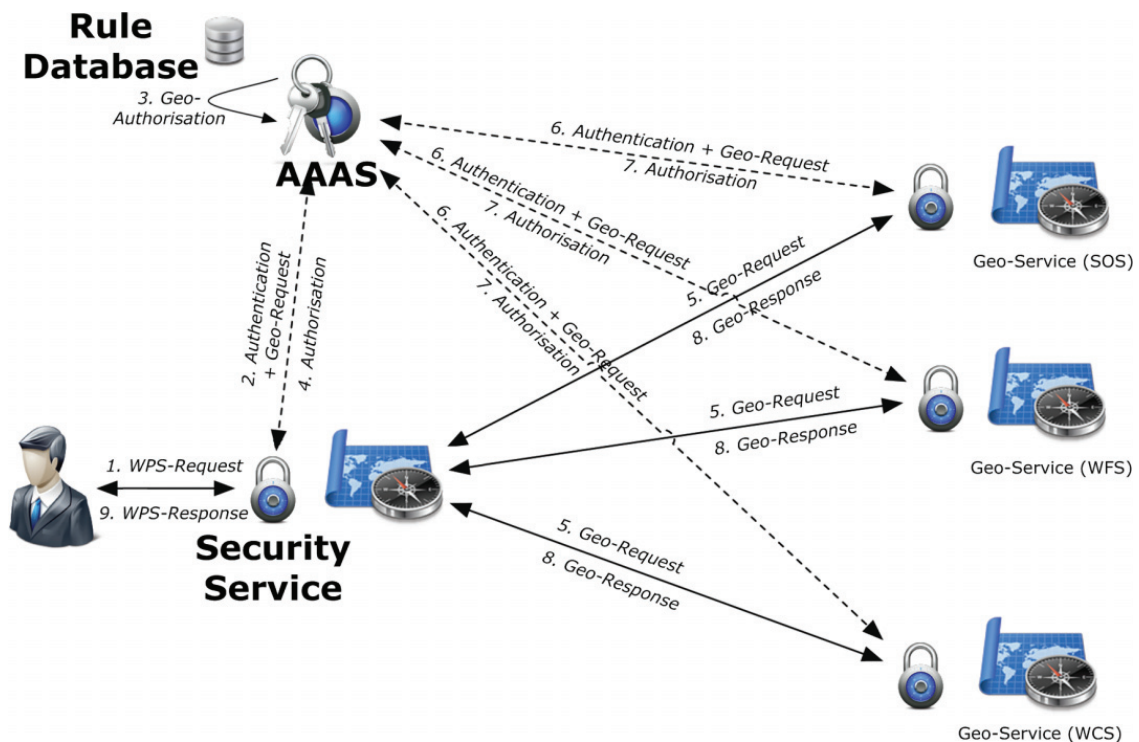 Rule
Database
3. Geo-
Authorisation
AAAS
6. Authentication + Geo-Request
7. Authorisation
6. Authentication + Geo-Request
7. Authorisation
6. Authentication + Geo-Request
7. Authorisation
2. Authentication
+ Geo-Request
4. Authorisation
5. Geo-Request
8. Geo-Response
Geo-Service (SOS)
5. Geo-Request
8. Geo-Response
Geo-Service (WFS)
1. WPS-Request
9. WPS-Response
Security
Service
5. Geo-Request
8. Geo-Response
Geo-Service (WCS)